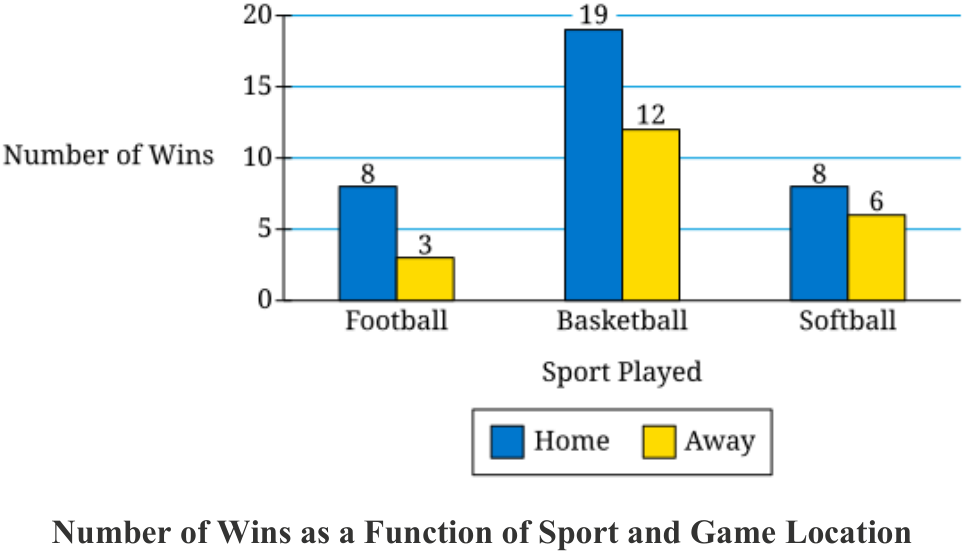 20
19
15
12
Number of Wins
10
8
8
6
5
3
0
Football
Basketball
Softball
Sport Played
Home
Away
Number of Wins as a Function of Sport and Game Location